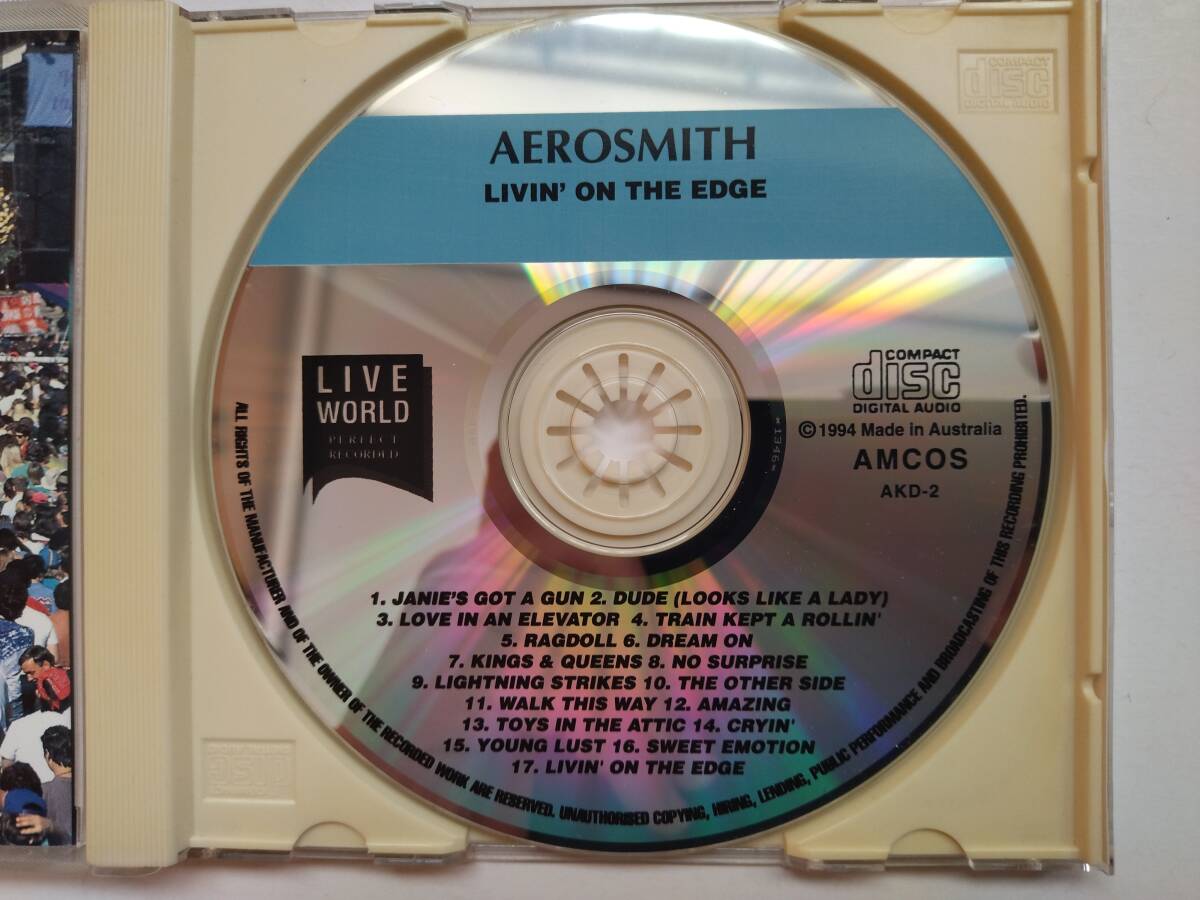 COMPACT
disc
DIGITAL AUDIO
AEROSMITH
LIVIN' ON THE EDGE
LIVE
WORLD
PERFECT
RECORDED
COMPACT
disc
DIGITAL AUDIO
©1994 Made in Australia
AMCOS
AKD-2
1346
1. JANIE'S GOT A GUN 2. DUDE (LOOKS LIKE A LADY)
3. LOVE IN AN ELEVATOR 4. TRAIN KEPT A ROLLIN'
5. RAGDOLL 6. DREAM ON
7. KINGS & QUEENS 8. NO SURPRISE
9. LIGHTNING STRIKES 10. THE OTHER SIDE
11. WALK THIS WAY 12. AMAZING
13. TOYS IN THE ATTIC 14. CRYIN'
15. YOUNG LUST 16. SWEET EMOTION
17. LIVIN' ON THE EDGE
ALL RIGHTS OF THE MANUFACTURER AND OF THE OWNER OF THE RECORDED WORK ARE RESERVED. UNAUTHORISED COPYING, HIRING, LENDING, PUBLIC PERFORMANCE AND BROADCASTING OF THIS RECORDING PROHIBITED.
COMPACT
disc
DIGITAL AUDIO